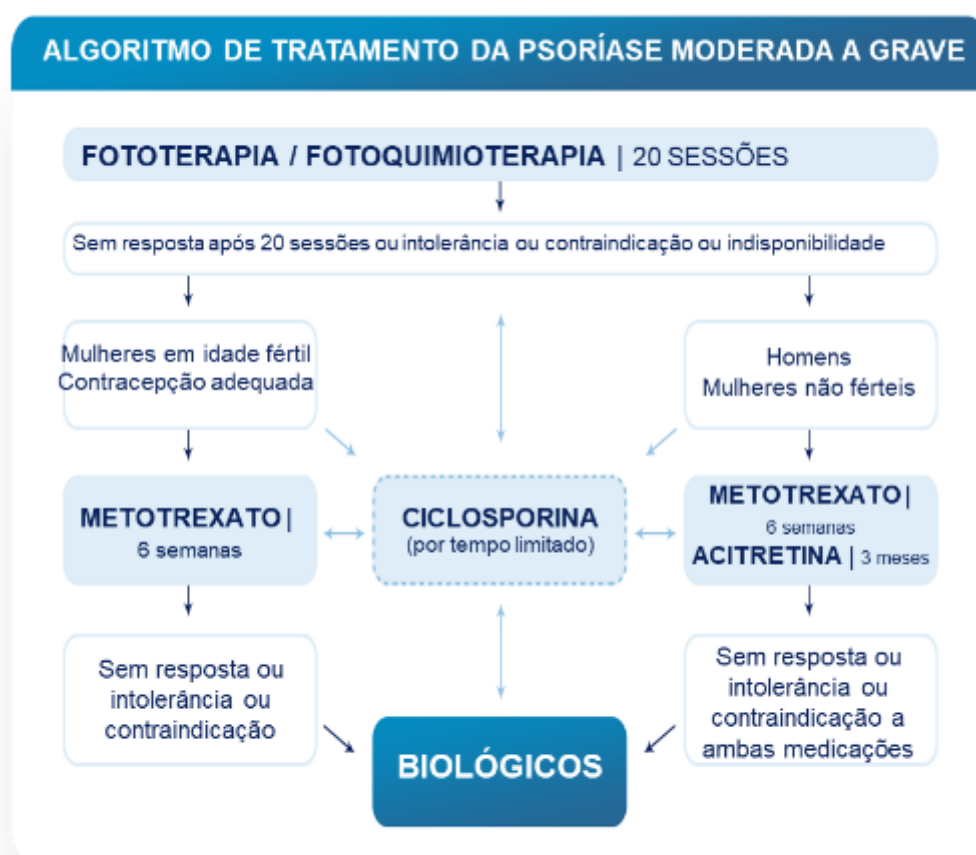 ALGORITMO DE TRATAMENTO DA PSORÍASE MODERADA A GRAVE
FOTOTERAPIA / FOTOQUIMIOTERAPIA | 20 SESSÕES
Sem resposta após 20 sessões ou intolerância ou contraindicação ou indisponibilidade
Mulheres em idade fértil
Contracepção adequada
Homens
Mulheres não férteis
METOTREXATO |
6 semanas
CICLOSPORINA
(por tempo limitado)
METOTREXATO |
6 semanas
ACITRETINA | 3 meses
Sem resposta ou
intolerância ou
contraindicação
Sem resposta ou
intolerância ou
contraindicação a
ambas medicações
BIOLÓGICOS